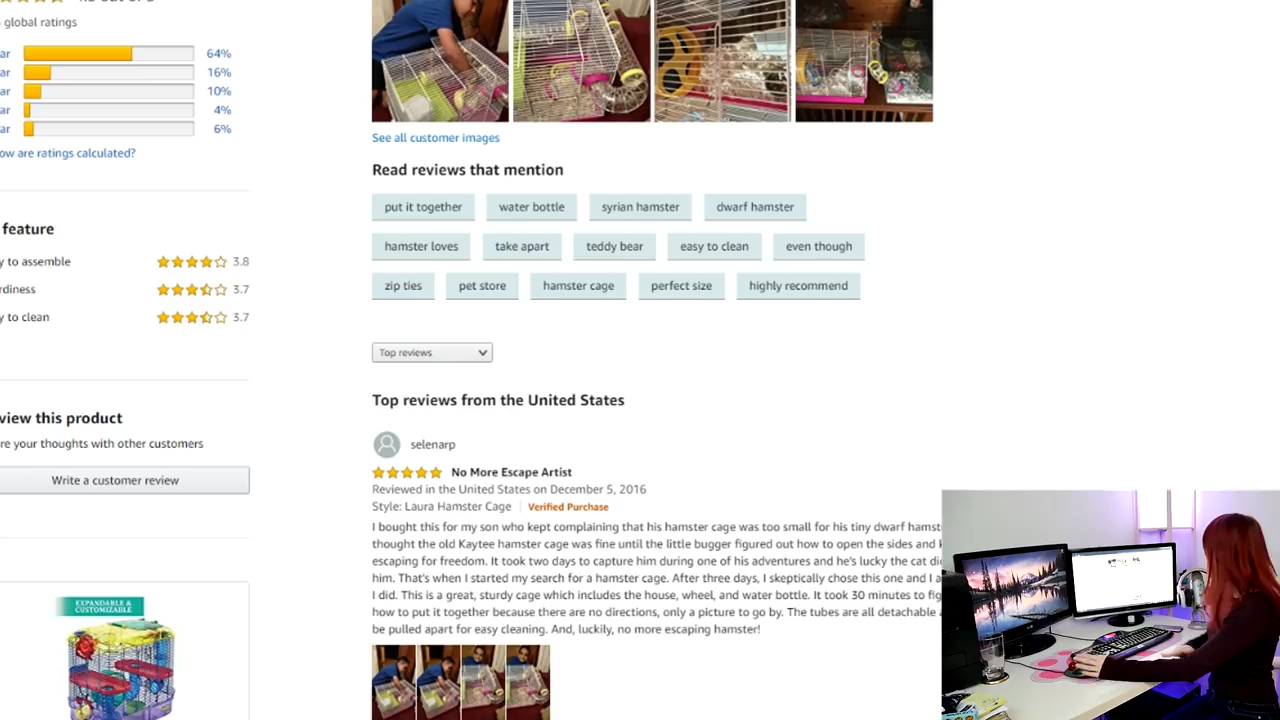 global ratings
64%
16%
10%
4%
6%
ow are ratings calculated?
feature
y to assemble 3.8
rdiness 3.7
y to clean 3.7
view this product
re your thoughts with other customers
Write a customer review
EXPANDABLE &
CUSTOMIZABLE
See all customer images
Read reviews that mention
put it together water bottle syrian hamster dwarf hamster
hamster loves take apart teddy bear easy to clean even though
zip ties pet store hamster cage perfect size highly recommend
Top reviews
Top reviews from the United States
selenarp
No More Escape Artist
Reviewed in the United States on December 5, 2016
Style: Laura Hamster Cage Verified Purchase
I bought this for my son who kept complaining that his hamster cage was too small for his tiny dwarf hamst
thought the old Kaytee hamster cage was fine until the little bugger figured out how to open the sides and
escaping for freedom. It took two days to capture him during one of his adventures and he's lucky the cat di
him. That's when I started my search for a hamster cage. After three days, I skeptically chose this one and I a
I did. This is a great, sturdy cage which includes the house, wheel, and water bottle. It took 30 minutes to fig
how to put it together because there are no directions, only a picture to go by. The tubes are all detachable
be pulled apart for easy cleaning. And, luckily, no more escaping hamster!